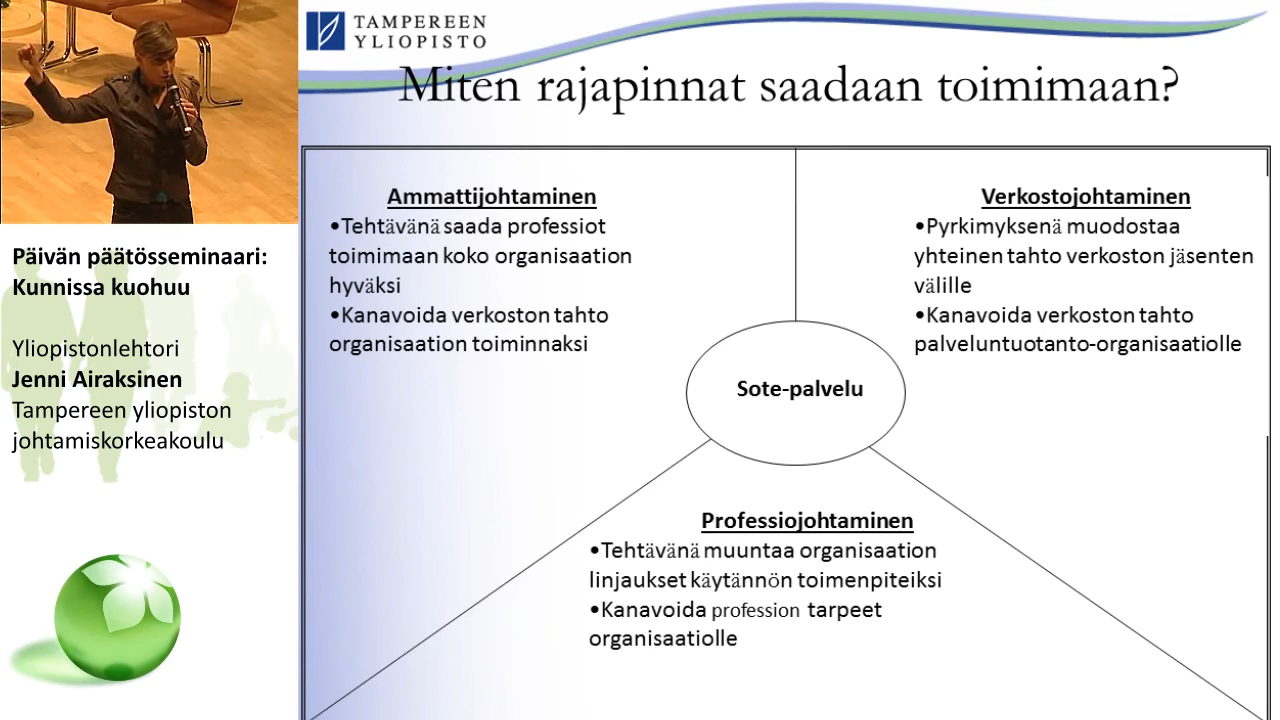 TAMPEREEN
YLIOPISTO
Miten rajapinnat saadaan toimimaan?
Päivän päätösseminaari:
Kunnissa kuohuu
Yliopistonlehtori
Jenni Airaksinen
Tampereen yliopiston
johtamiskorkeakoulu
Ammattijohtaminen
•Tehtävänä saada professiot
toimimaan koko organisaation
hyväksi
•Kanavoida verkoston tahto
organisaation toiminnaksi
Verkostojohtaminen
•Pyrkimyksenä muodostaa
yhteinen tahto verkoston jäsenten
välille
•Kanavoida verkoston tahto
palveluntuotanto-organisaatiolle
Sote-palvelu
Professiojohtaminen
•Tehtävänä muuntaa organisaation
linjaukset käytännön toimenpiteiksi
•Kanavoida profession tarpeet
organisaatiolle